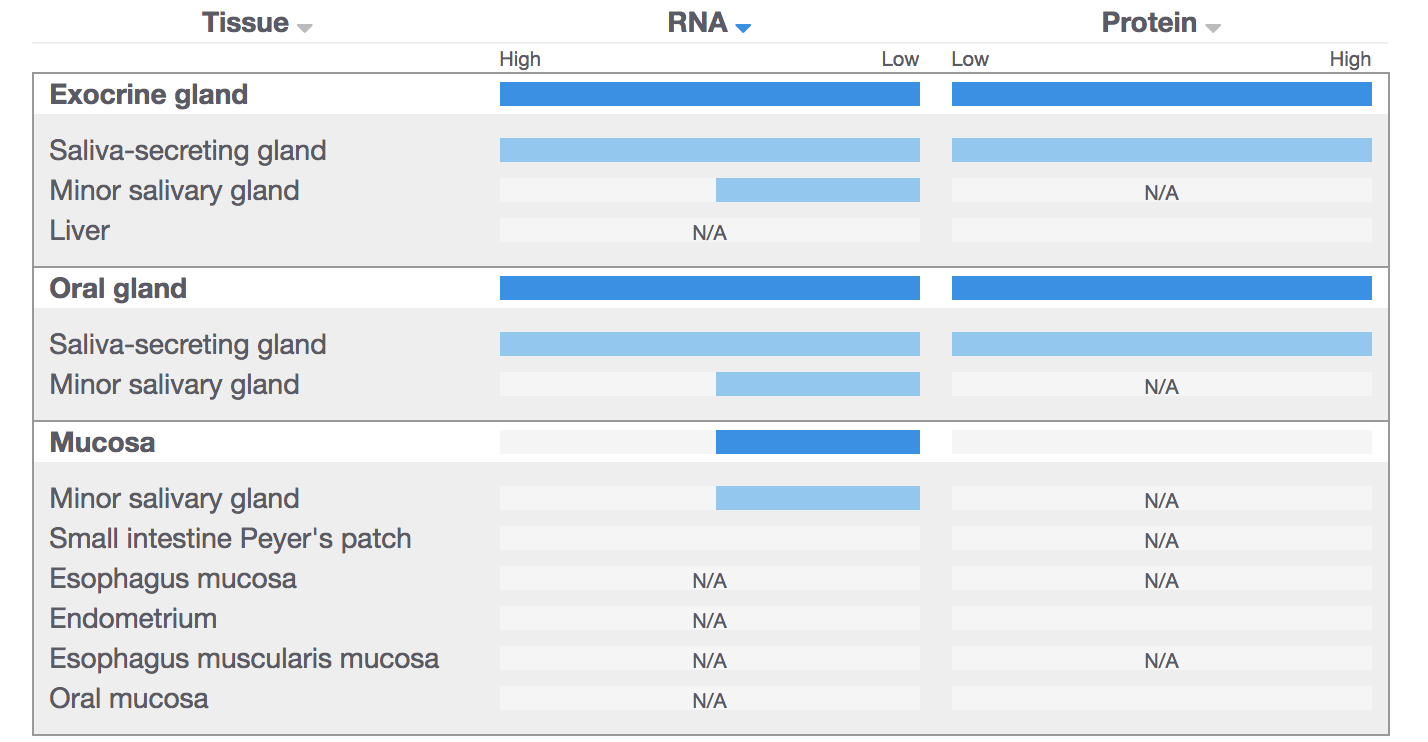 Tissue RNA Protein
High Low Low High
Exocrine gland
Saliva-secreting gland
Minor salivary gland N/A
Liver N/A
Oral gland
Saliva-secreting gland
Minor salivary gland N/A
Mucosa
Minor salivary gland N/A
Small intestine Peyer's patch N/A
Esophagus mucosa N/A N/A
Endometrium N/A
Esophagus muscularis mucosa N/A N/A
Oral mucosa N/A